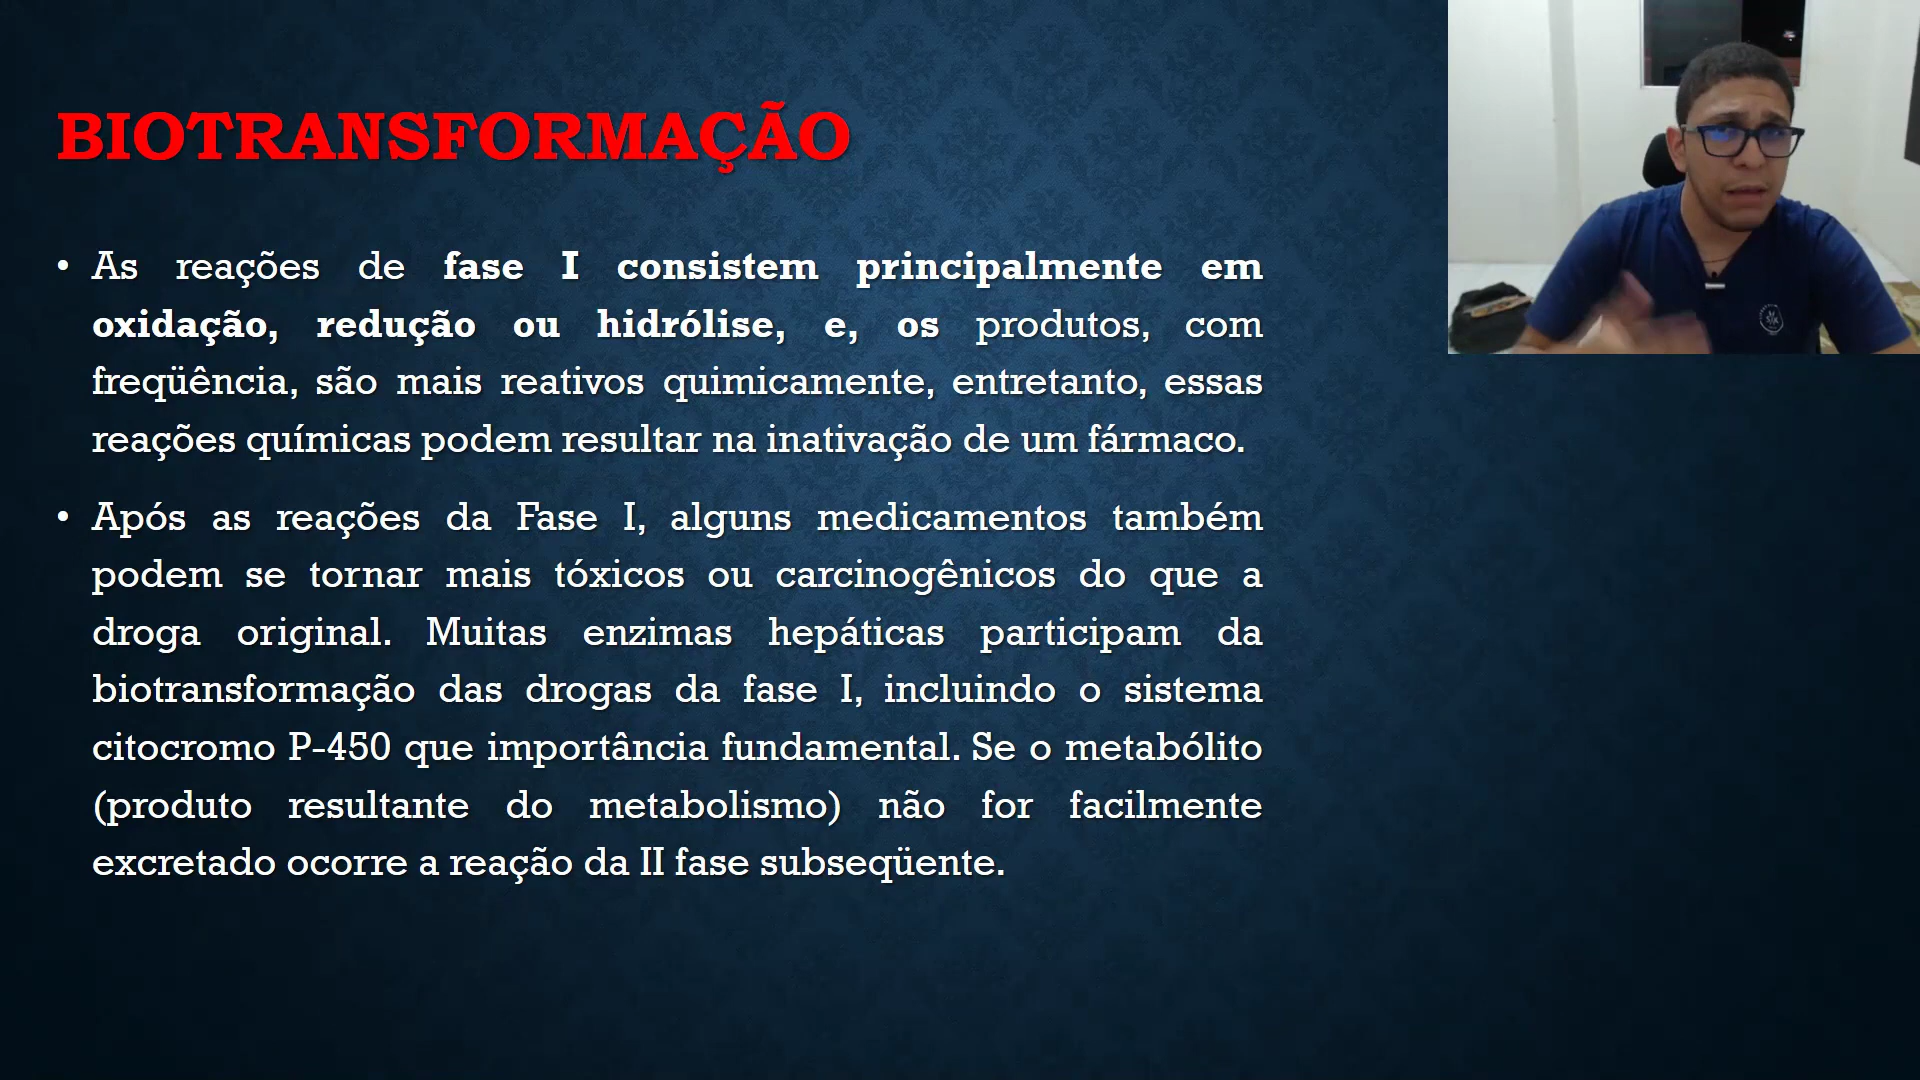 BIOTRANSFORMAÇÃO
• As reações de fase I consistem principalmente em
oxidação, redução ou hidrólise, e, os produtos, com
freqüência, são mais reativos quimicamente, entretanto, essas
reações químicas podem resultar na inativação de um fármaco.
• Após as reações da Fase I, alguns medicamentos também
podem se tornar mais tóxicos ou carcinogênicos do que a
droga original. Muitas enzimas hepáticas participam da
biotransformação das drogas da fase I, incluindo o sistema
citocromo P-450 que importância fundamental. Se o metabólito
(produto resultante do metabolismo) não for facilmente
excretado ocorre a reação da II fase subseqüente.